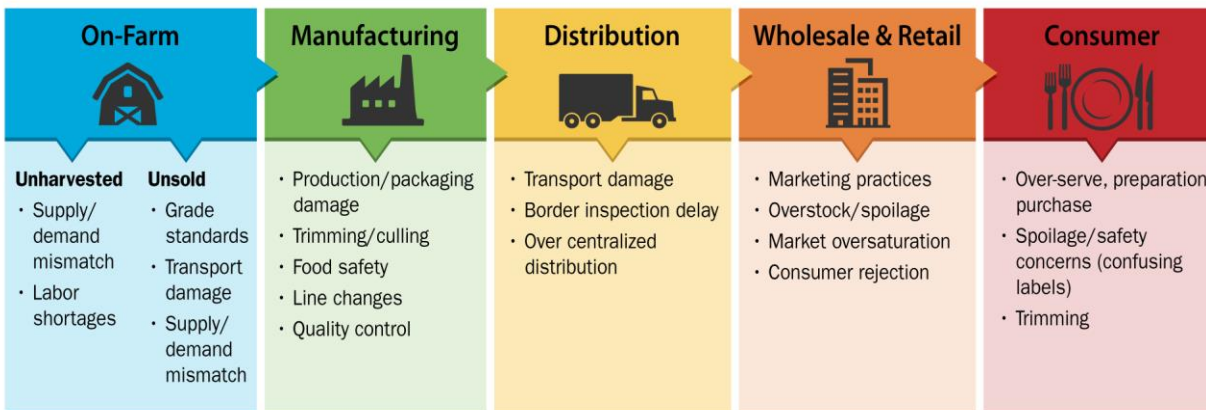 On-Farm
Unharvested
· Supply/
demand
mismatch
· Labor
shortages
Unsold
· Grade
standards
· Transport
damage
· Supply/
demand
mismatch
Manufacturing
· Production/packaging
damage
· Trimming/culling
· Food safety
· Line changes
· Quality control
Distribution
· Transport damage
· Border inspection delay
· Over centralized
distribution
Wholesale & Retail
· Marketing practices
· Overstock/spoilage
· Market oversaturation
· Consumer rejection
Consumer
· Over-serve, preparation,
purchase
· Spoilage/safety
concerns (confusing
labels)
· Trimming